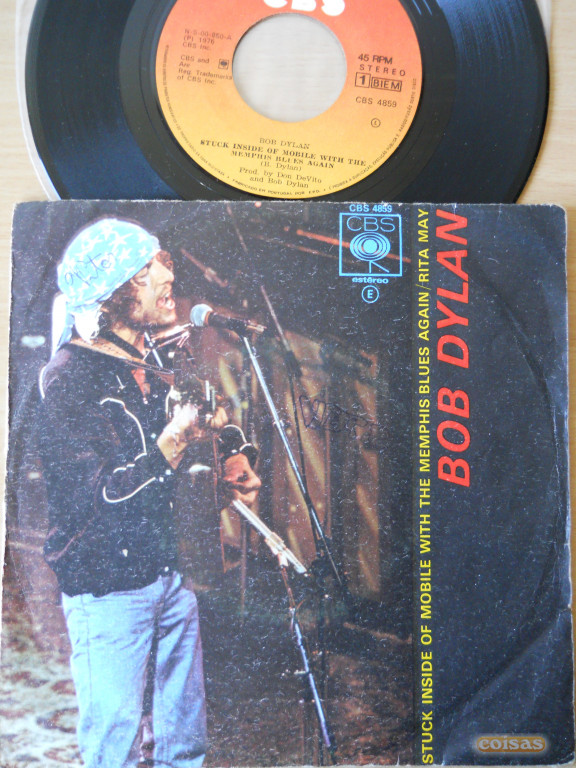 CBS
N-S-00-850-A
(P) 1976
CBS Inc.
CBS and
Are
Reg. Trademarks
of CBS Inc.
45 RPM
STEREO
1 BIEM
CBS 4859
BOB DYLAN
STUCK INSIDE OF MOBILE WITH THE
MEMPHIS BLUES AGAIN
(B. Dylan)
Prod. by Don DeVito
and Bob Dylan
CBS 4859
CBS
estéreo
E
STUCK INSIDE OF MOBILE WITH THE MEMPHIS BLUES AGAIN/RITA MAY
BOB DYLAN
coisas